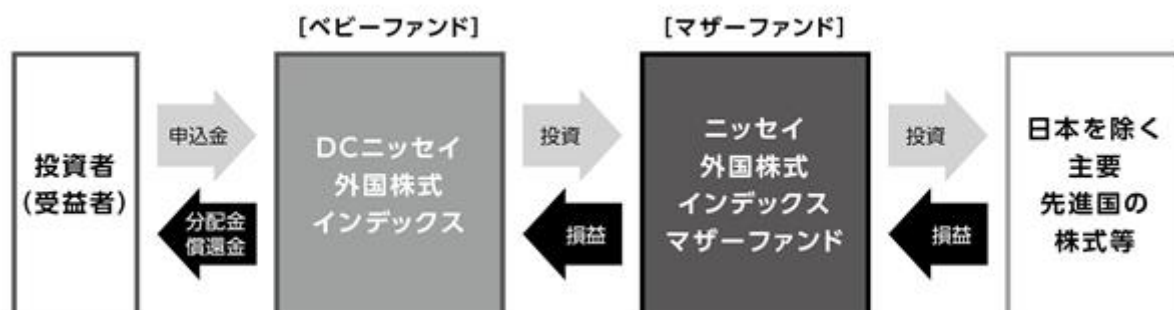 [ベビーファンド]
[マザーファンド]
投資者
(受益者)
申込金
分配金
償還金
DCニッセイ
外国株式
インデックス
投資
損益
ニッセイ
外国株式
インデックス
マザーファンド
投資
損益
日本を除く
主要
先進国の
株式等